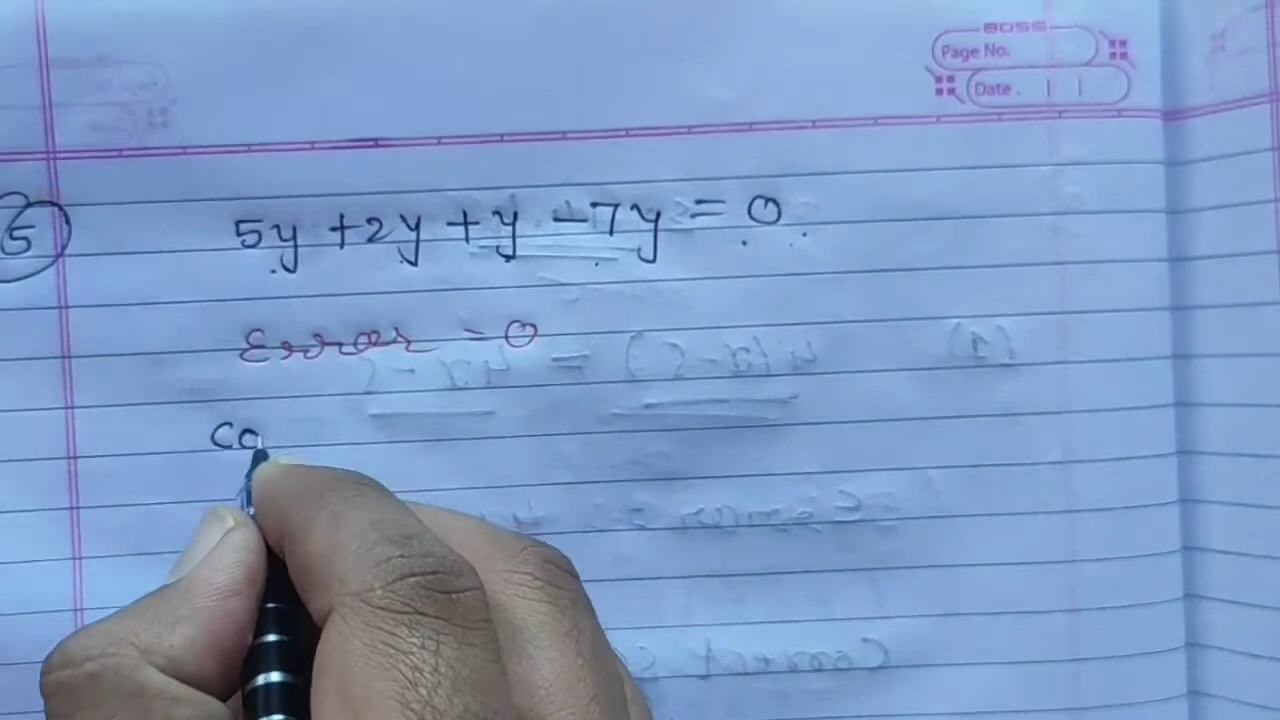 BOSS
Page No.
Date.
5
5y + 2y + y - 7y = 0
Error = 0
Co